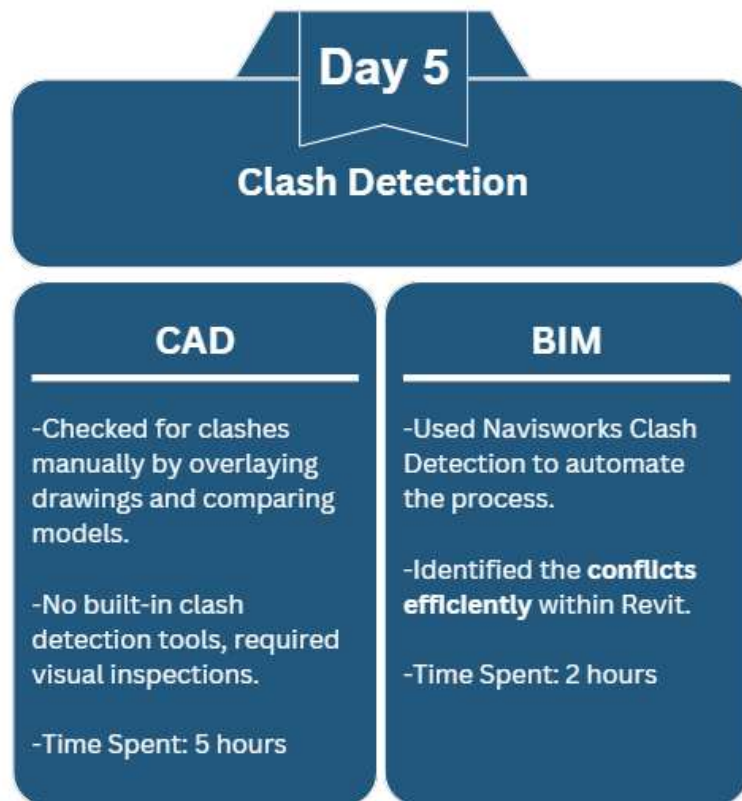 Day 5
Clash Detection
CAD
-Checked for clashes
manually by overlaying
drawings and comparing
models.
-No built-in clash
detection tools, required
visual inspections.
-Time Spent: 5 hours
BIM
-Used Navisworks Clash
Detection to automate
the process.
-Identified the conflicts
efficiently within Revit.
-Time Spent: 2 hours